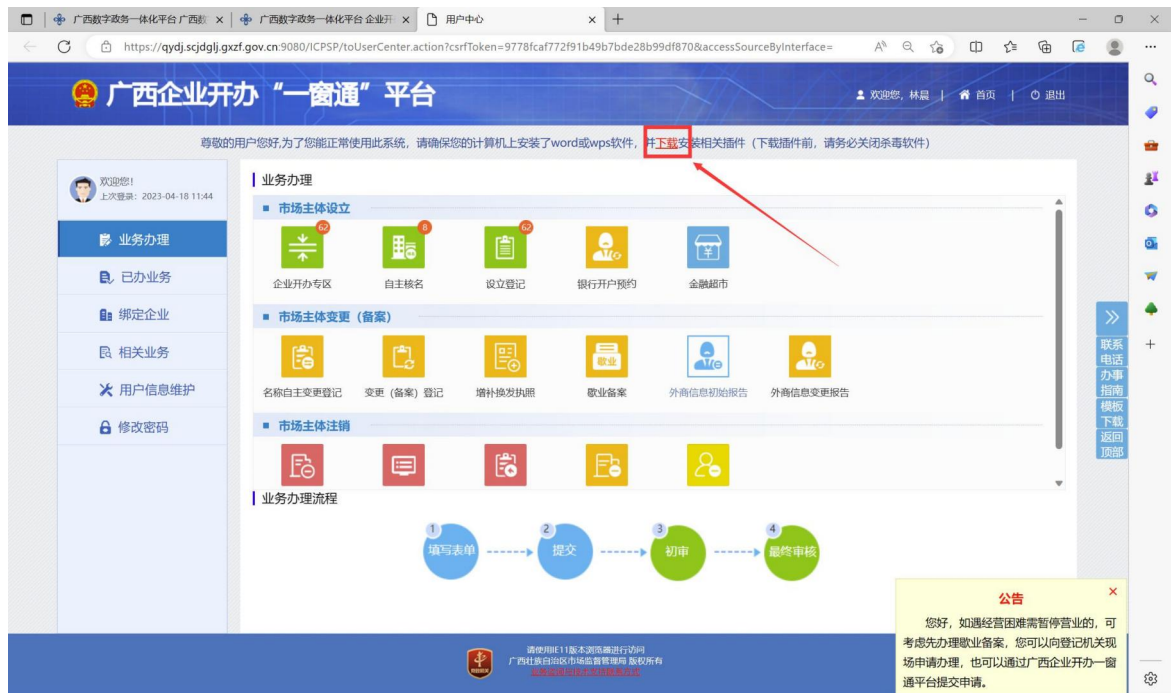 广西数字政务一体化平台 广西数
广西数字政务一体化平台 企业开
用户中心
https://qydj.scjdglj.gxzf.gov.cn:9080/ICPSP/toUserCenter.action?csrfToken=9778fcaf772f91b49b7bde28b99df870&accessSourceByInterface=
广西企业开办“一窗通”平台
欢迎您，林晨 | 首页 | 退出
尊敬的用户您好,为了您能正常使用此系统，请确保您的计算机上安装了word或wps软件，并下载安装相关插件（下载插件前，请务必关闭杀毒软件）
欢迎您!
上次登录：2023-04-18 11:44
业务办理
已办业务
绑定企业
相关业务
用户信息维护
修改密码
业务办理
市场主体设立
62
8
62
企业开办专区
自主核名
设立登记
银行开户预约
金融超市
市场主体变更（备案）
歇业
名称自主变更登记
变更（备案）登记
增补换发执照
歇业备案
外商信息初始报告
外商信息变更报告
市场主体注销
业务办理流程
1
填写表单
2
提交
3
初审
4
最终审核
联系
电话
办事
指南
模板
下载
返回
顶部
公告
您好，如遇经营困难需暂停营业的，可
考虑先办理歇业备案，您可以向登记机关现
场申请办理，也可以通过广西企业开办一窗
通平台提交申请。
请使用IE11版本浏览器进行访问
广西壮族自治区市场监督管理局 版权所有